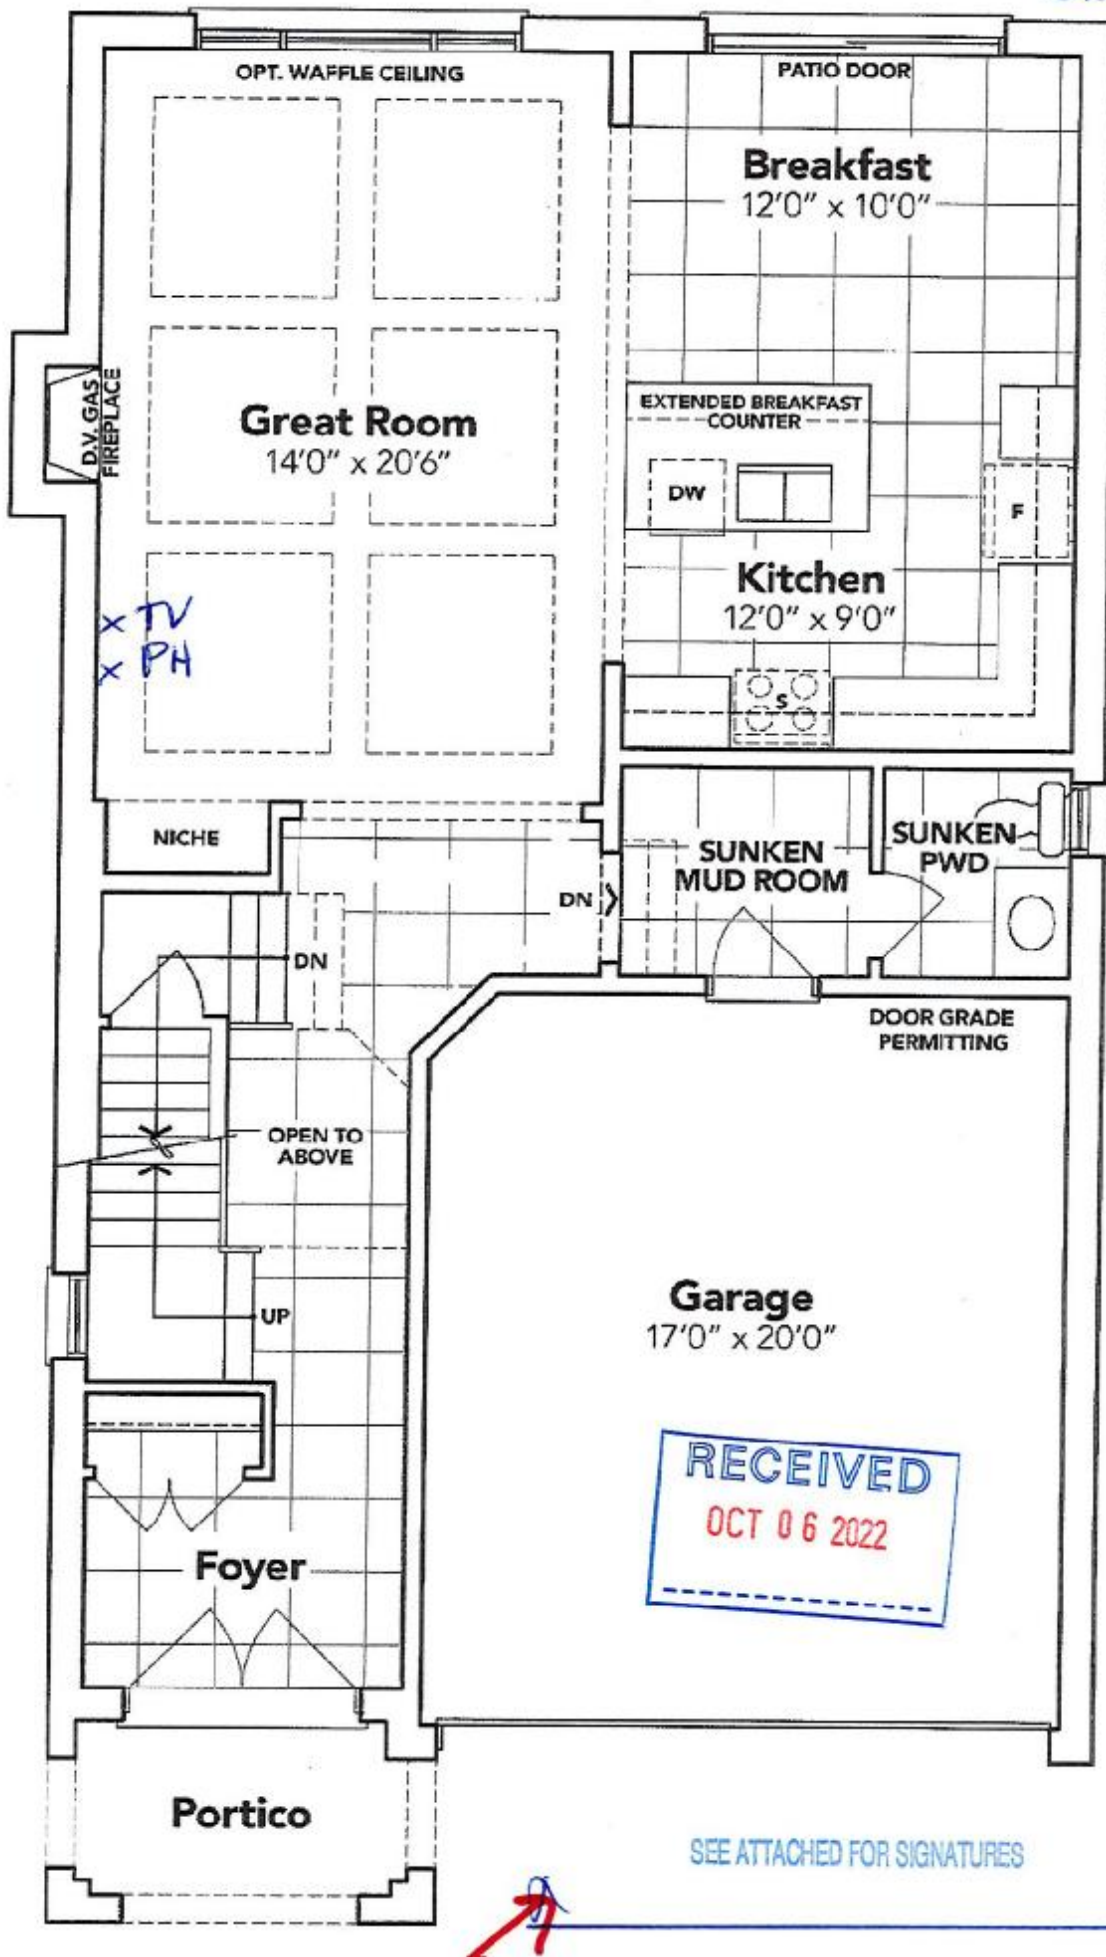 OPT. WAFFLE CEILING
PATIO DOOR
Breakfast
12'0" x 10'0"
D.V. GAS
FIREPLACE
Great Room
14'0" x 20'6"
EXTENDED BREAKFAST
COUNTER
DW
F
Kitchen
12'0" x 9'0"
x TV
x PH
S
NICHE
SUNKEN
MUD ROOM
SUNKEN
PWD
DN
DN
DOOR GRADE
PERMITTING
OPEN TO
ABOVE
UP
Garage
17'0" x 20'0"
RECEIVED
OCT 06 2022
Foyer
Portico
SEE ATTACHED FOR SIGNATURES